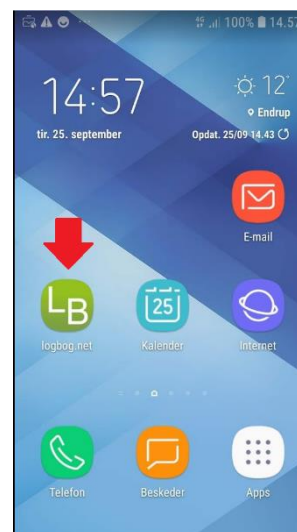 4G 100% 14.57
14:57
12°
Endrup
tir. 25. september
Opdat. 25/09 14.43
E-mail
LB
25
logbog.net
Kalender
Internet
Telefon
Beskeder
Apps